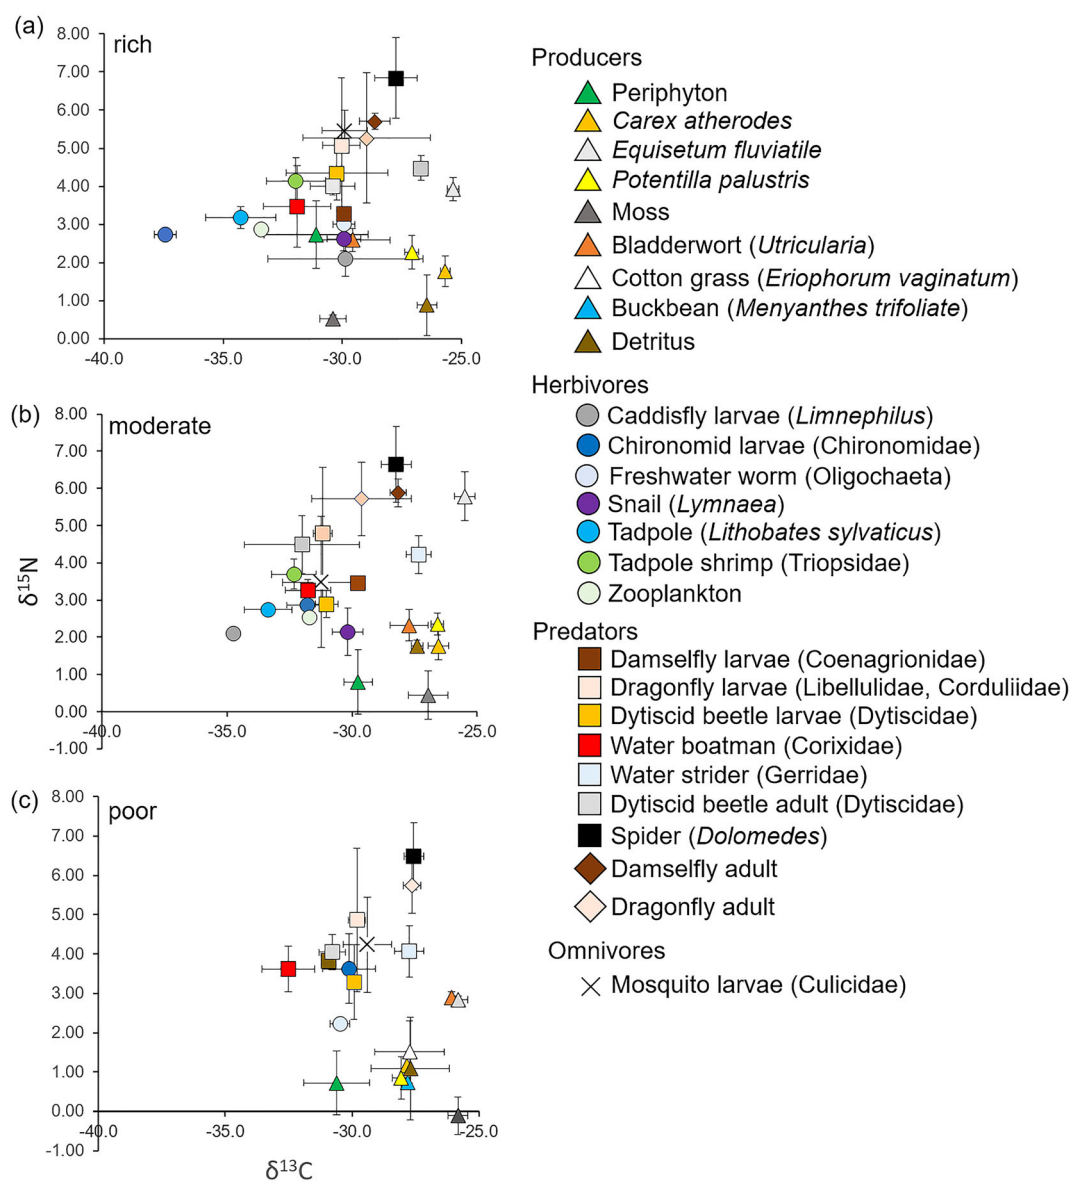 (a)
rich
8.00
7.00
6.00
5.00
4.00
3.00
2.00
1.00
0.00
-40.0
-35.0
-30.0
-25.0
(b)
moderate
8.00
7.00
6.00
5.00
4.00
3.00
2.00
1.00
0.00
-1.00
-40.0
-35.0
-30.0
-25.0
δ15N
(c)
poor
8.00
7.00
6.00
5.00
4.00
3.00
2.00
1.00
0.00
-1.00
-40.0
-35.0
-30.0
-25.0
δ13C
Producers
Periphyton
Carex atherodes
Equisetum fluviatile
Potentilla palustris
Moss
Bladderwort (Utricularia)
Cotton grass (Eriophorum vaginatum)
Buckbean (Menyanthes trifoliate)
Detritus
Herbivores
Caddisfly larvae (Limnephilus)
Chironomid larvae (Chironomidae)
Freshwater worm (Oligochaeta)
Snail (Lymnaea)
Tadpole (Lithobates sylvaticus)
Tadpole shrimp (Triopsidae)
Zooplankton
Predators
Damselfly larvae (Coenagrionidae)
Dragonfly larvae (Libellulidae, Corduliidae)
Dytiscid beetle larvae (Dytiscidae)
Water boatman (Corixidae)
Water strider (Gerridae)
Dytiscid beetle adult (Dytiscidae)
Spider (Dolomedes)
Damselfly adult
Dragonfly adult
Omnivores
Mosquito larvae (Culicidae)